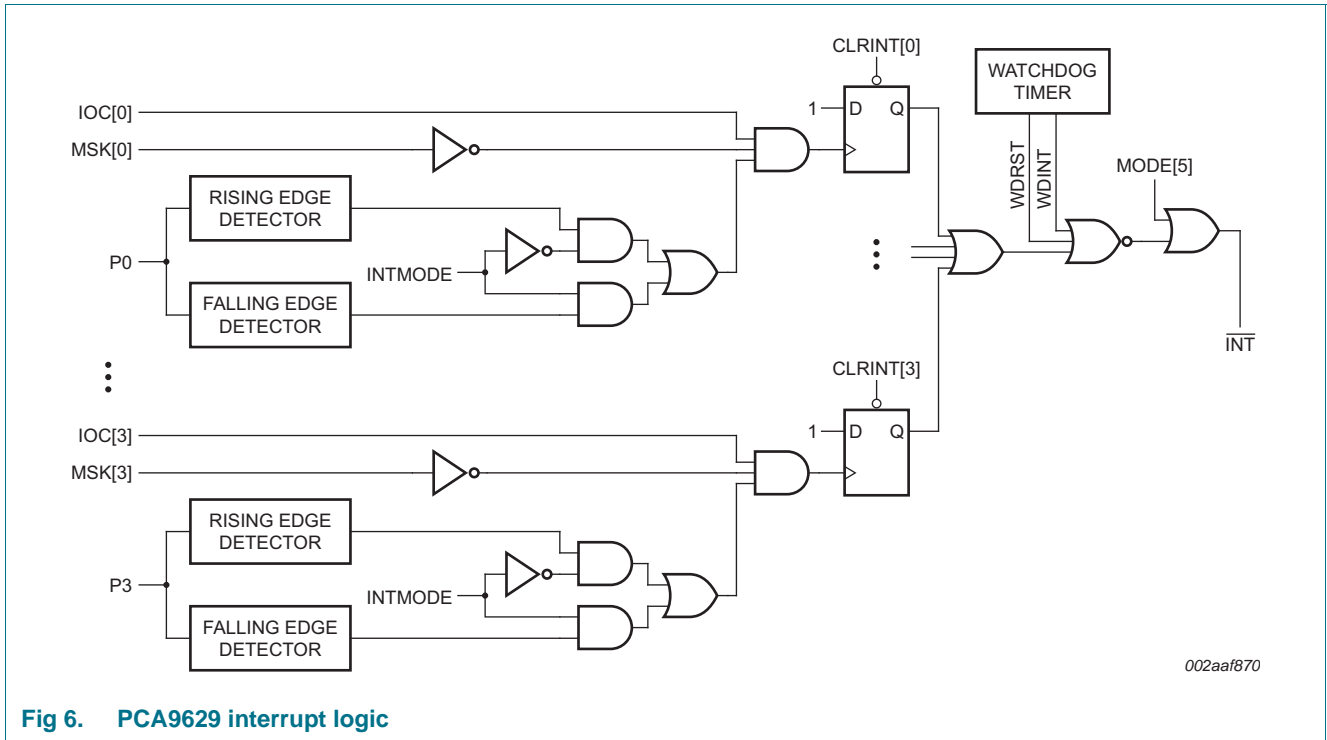 CLRINT[0]
WATCHDOG
TIMER
IOC[0]
1
D
Q
MSK[0]
WDRST
WDINT
MODE[5]
RISING EDGE
DETECTOR
P0
INTMODE
FALLING EDGE
DETECTOR
INT
CLRINT[3]
IOC[3]
1
D
Q
MSK[3]
RISING EDGE
DETECTOR
P3
INTMODE
FALLING EDGE
DETECTOR
002aaf870
Fig 6. PCA9629 interrupt logic